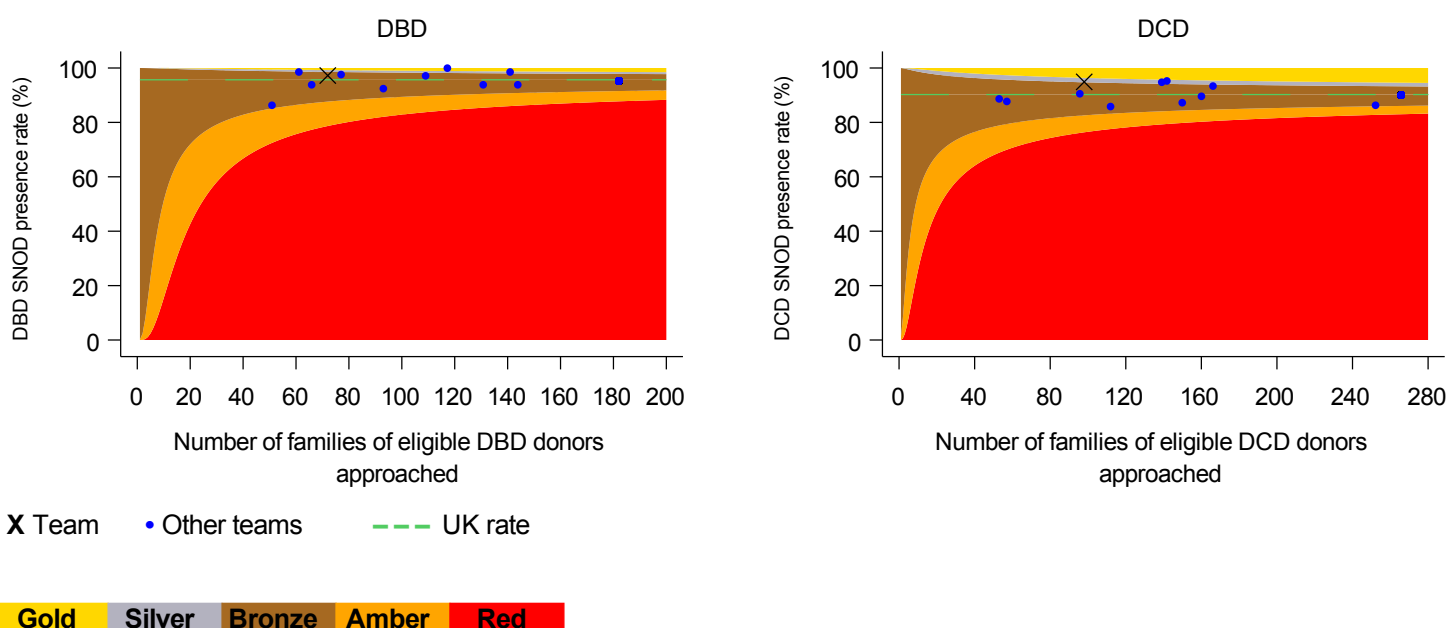 DBD
DBD SNOD presence rate (%)
100
80
60
40
20
0
0 20 40 60 80 100 120 140 160 180 200
Number of families of eligible DBD donors
approached
DCD
DCD SNOD presence rate (%)
100
80
60
40
20
0
0 40 80 120 160 200 240 280
Number of families of eligible DCD donors
approached
X Team Other teams UK rate
Gold Silver Bronze Amber Red